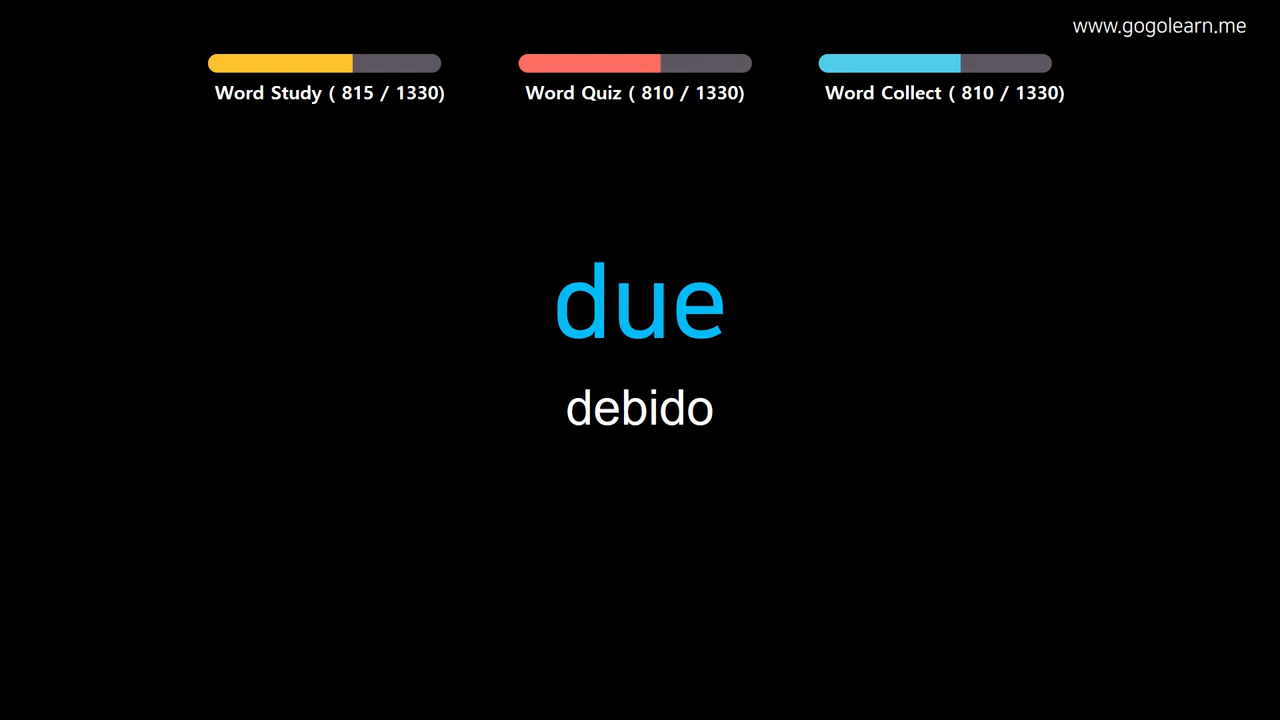 www.gogolearn.me
Word Study ( 815 / 1330)
Word Quiz ( 810 / 1330)
Word Collect ( 810 / 1330)
due
debido